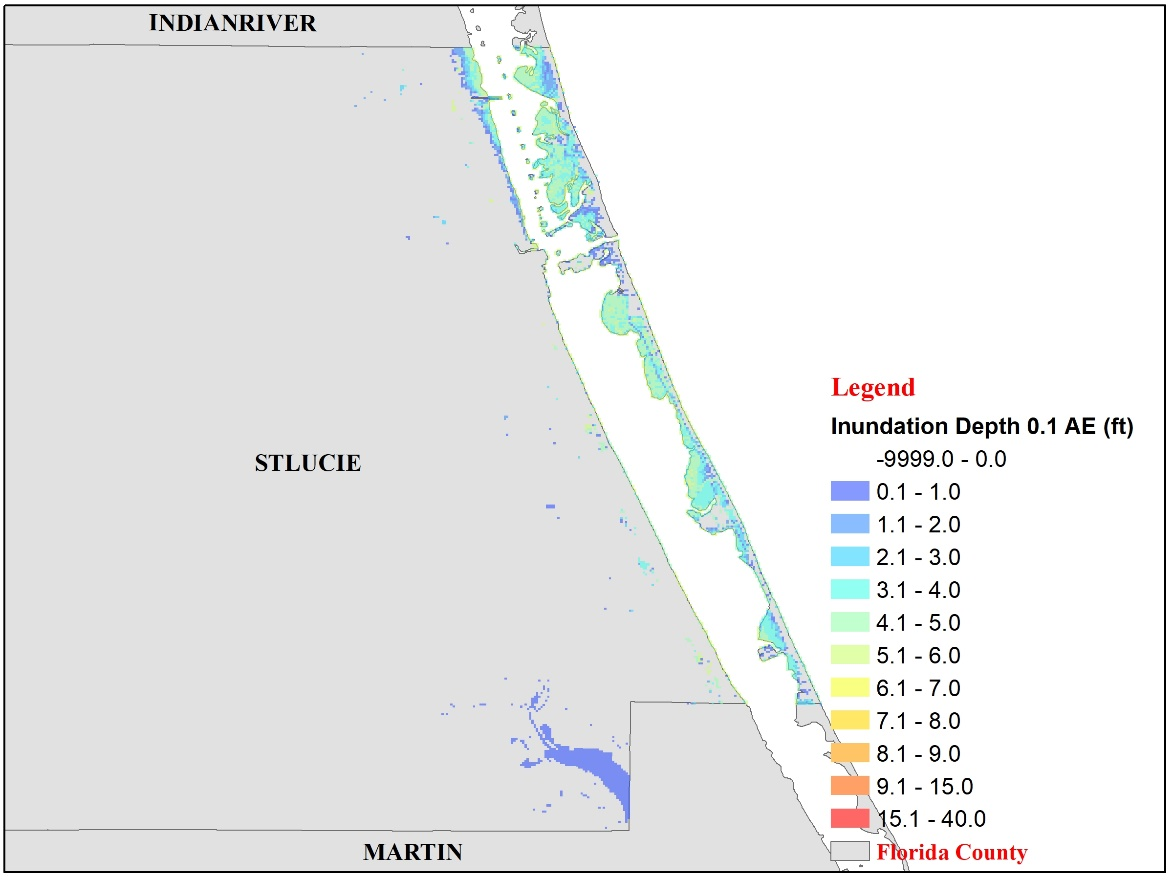 INDIANRIVER
STLUCIE
MARTIN
Legend
Inundation Depth 0.1 AE (ft)
-9999.0 - 0.0
0.1 - 1.0
1.1 - 2.0
2.1 - 3.0
3.1 - 4.0
4.1 - 5.0
5.1 - 6.0
6.1 - 7.0
7.1 - 8.0
8.1 - 9.0
9.1 - 15.0
15.1 - 40.0
Florida County